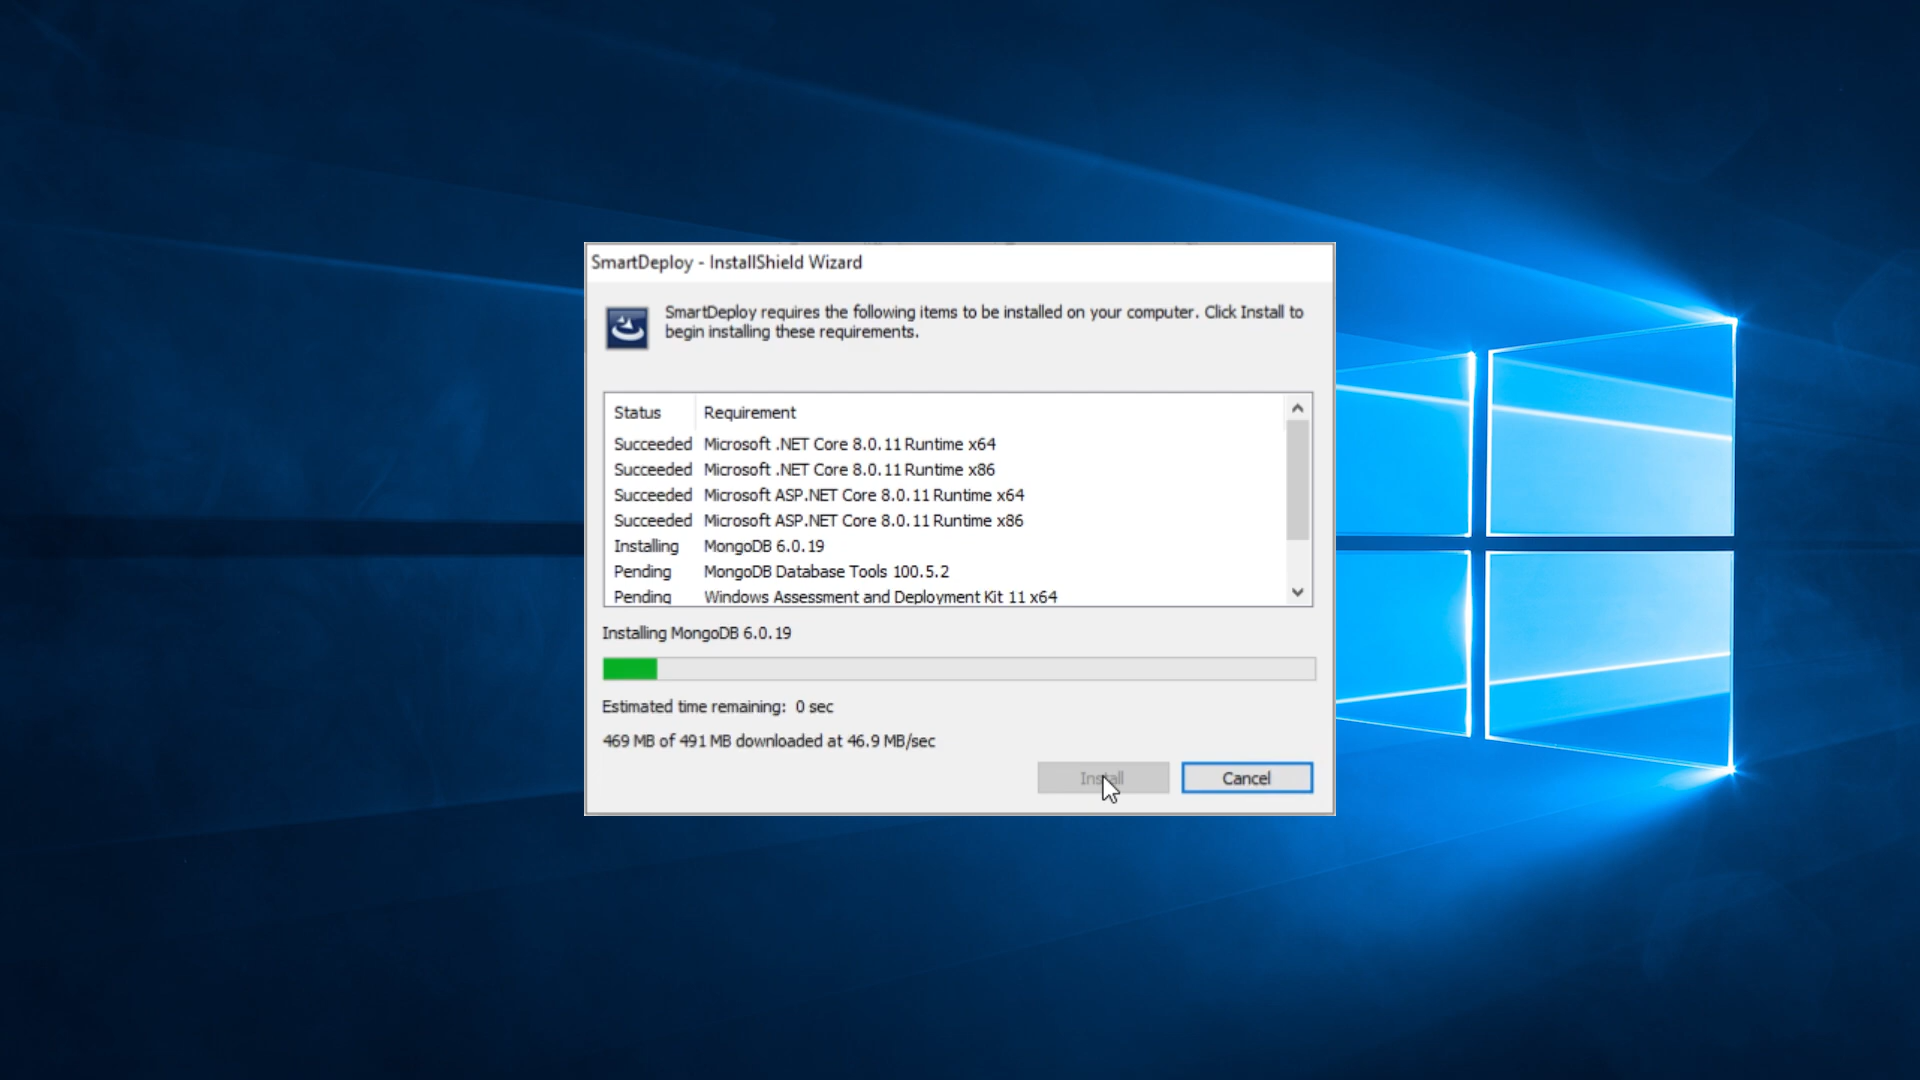 SmartDeploy - InstallShield Wizard
SmartDeploy requires the following items to be installed on your computer. Click Install to
begin installing these requirements.
Status Requirement
Succeeded Microsoft .NET Core 8.0.11 Runtime x64
Succeeded Microsoft .NET Core 8.0.11 Runtime x86
Succeeded Microsoft ASP.NET Core 8.0.11 Runtime x64
Succeeded Microsoft ASP.NET Core 8.0.11 Runtime x86
Installing MongoDB 6.0.19
Pending MongoDB Database Tools 100.5.2
Pending Windows Assessment and Deployment Kit 11 x64
Installing MongoDB 6.0.19
Estimated time remaining: 0 sec
469 MB of 491 MB downloaded at 46.9 MB/sec
Install Cancel